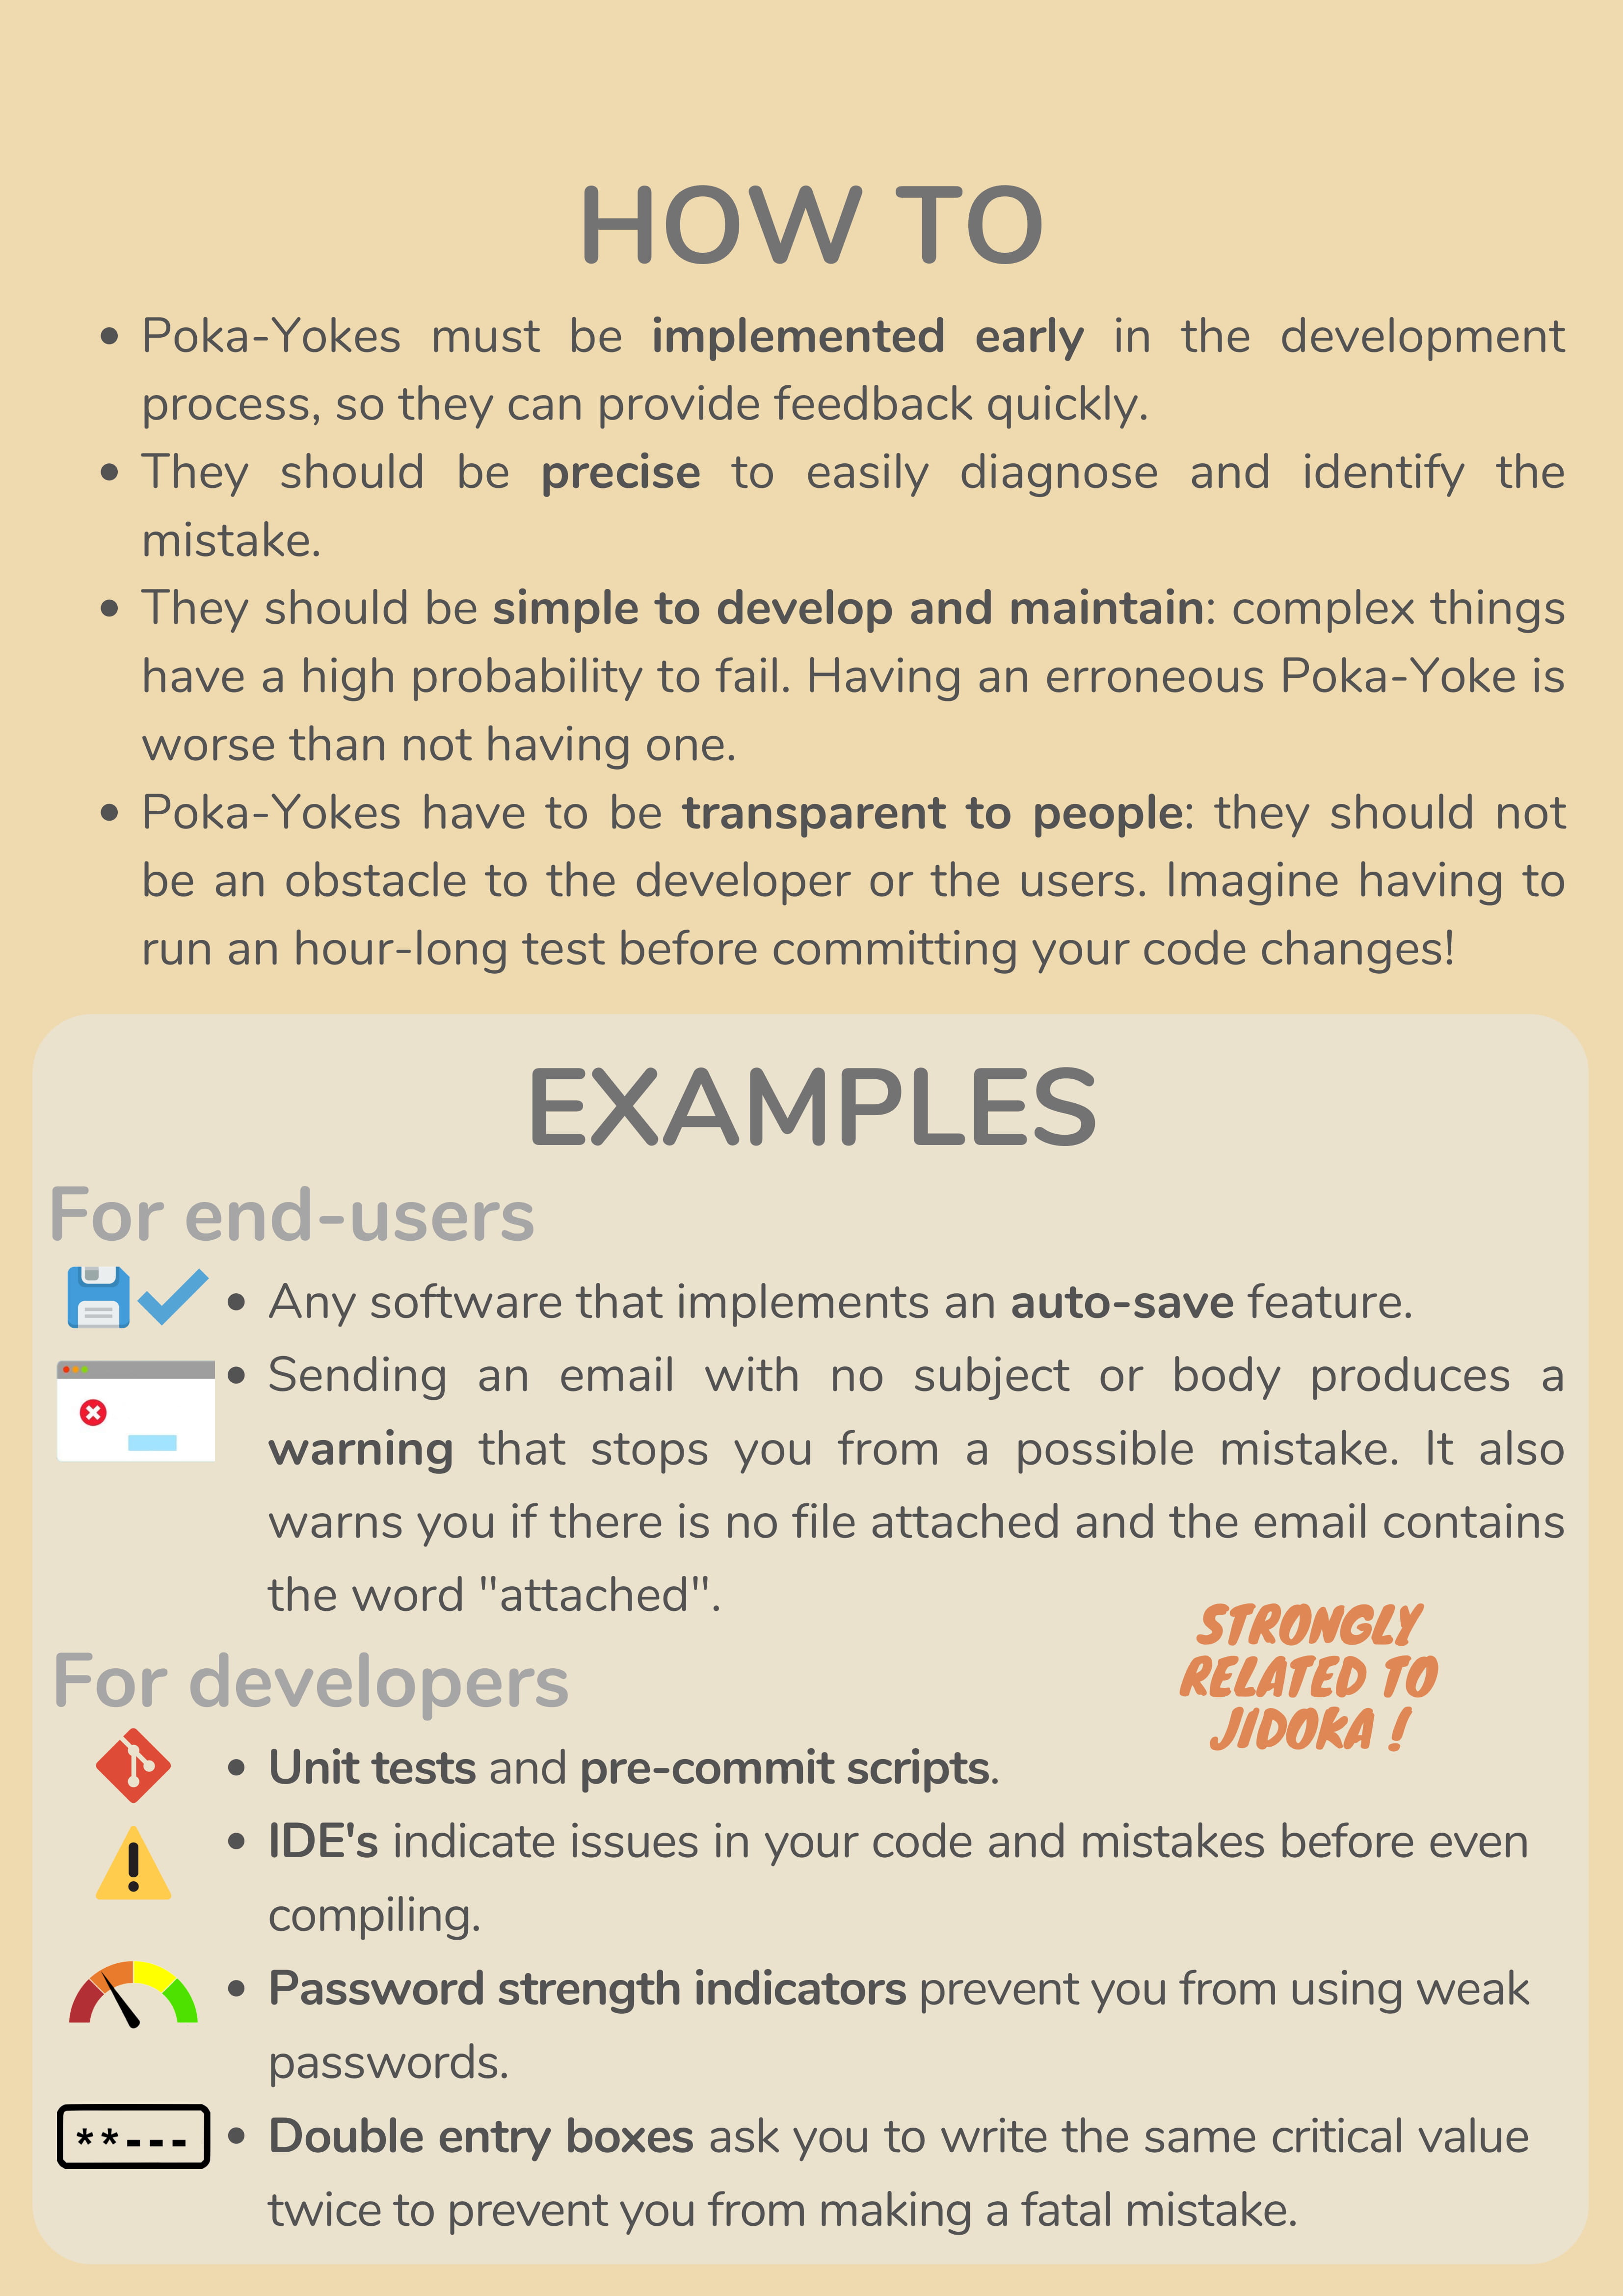 HOW TO
• Poka-Yokes must be implemented early in the development
process, so they can provide feedback quickly.
• They should be precise to easily diagnose and identify the
mistake.
• They should be simple to develop and maintain: complex things
have a high probability to fail. Having an erroneous Poka-Yoke is
worse than not having one.
• Poka-Yokes have to be transparent to people: they should not
be an obstacle to the developer or the users. Imagine having to
run an hour-long test before committing your code changes!
EXAMPLES
For end-users
• Any software that implements an auto-save feature.
• Sending an email with no subject or body produces a
warning that stops you from a possible mistake. It also
warns you if there is no file attached and the email contains
the word "attached".
STRONGLY
RELATED TO
JIDOKA !
For developers
• Unit tests and pre-commit scripts.
• IDE's indicate issues in your code and mistakes before even
compiling.
• Password strength indicators prevent you from using weak
passwords.
**---
• Double entry boxes ask you to write the same critical value
twice to prevent you from making a fatal mistake.